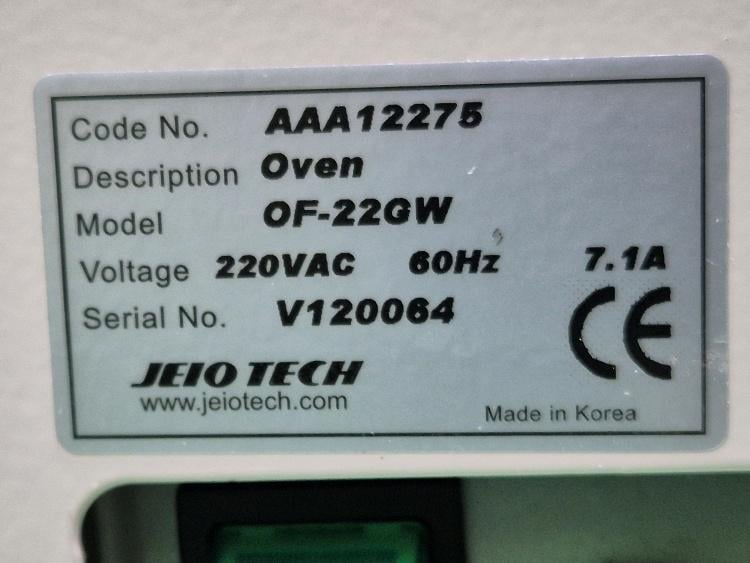 Code No. AAA12275
Description Oven
Model OF-22GW
Voltage 220VAC 60Hz 7.1A
Serial No. V120064
CE
JEIO TECH
www.jeiotech.com
Made in Korea